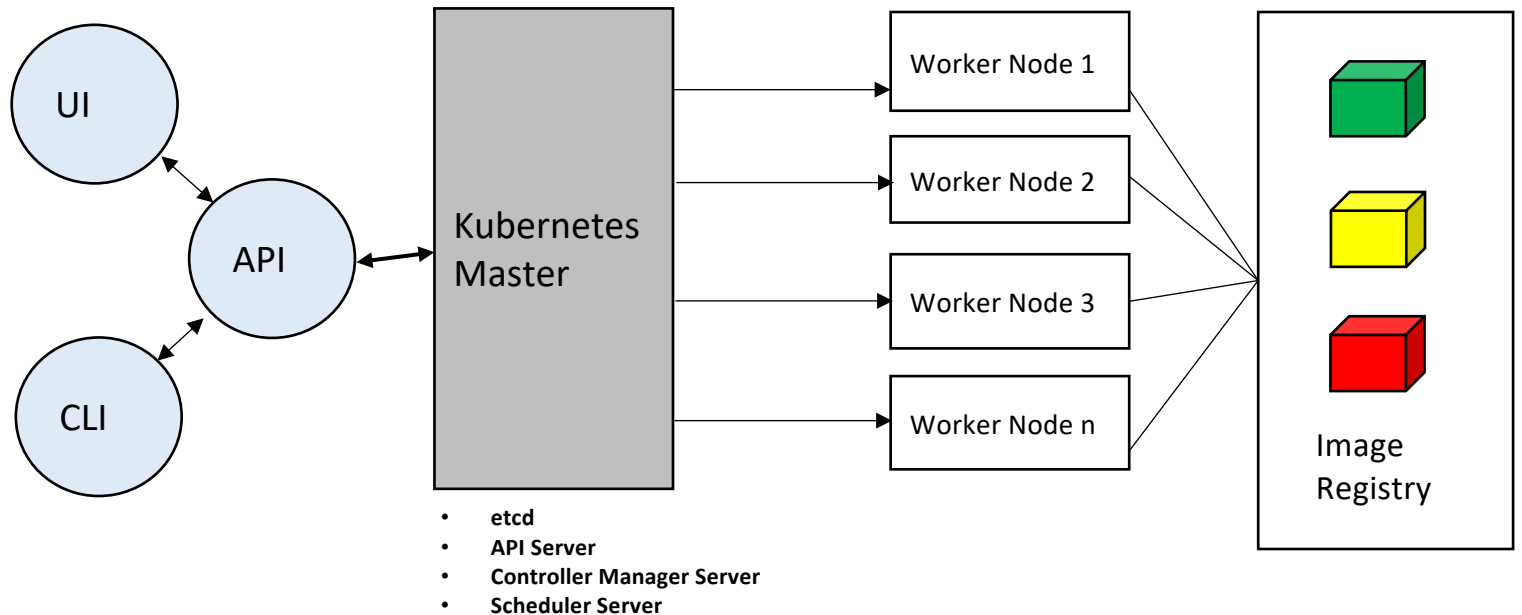 UI
API
CLI
Kubernetes
Master
• etcd
• API Server
• Controller Manager Server
• Scheduler Server
Worker Node 1
Worker Node 2
Worker Node 3
Worker Node n
Image
Registry